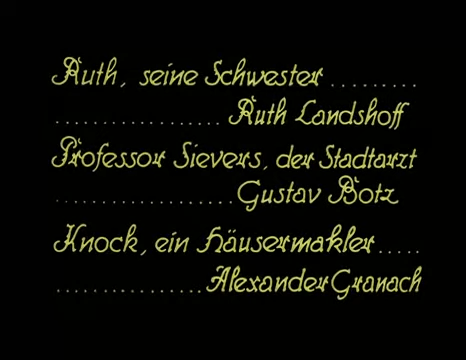 Ruth, seine Schwester .........
.................. Ruth Landshoff
Professor Sievers, der Stadtarzt
................... Gustav Botz
Knock, ein Häusermakler .....
................ Alexander Granach